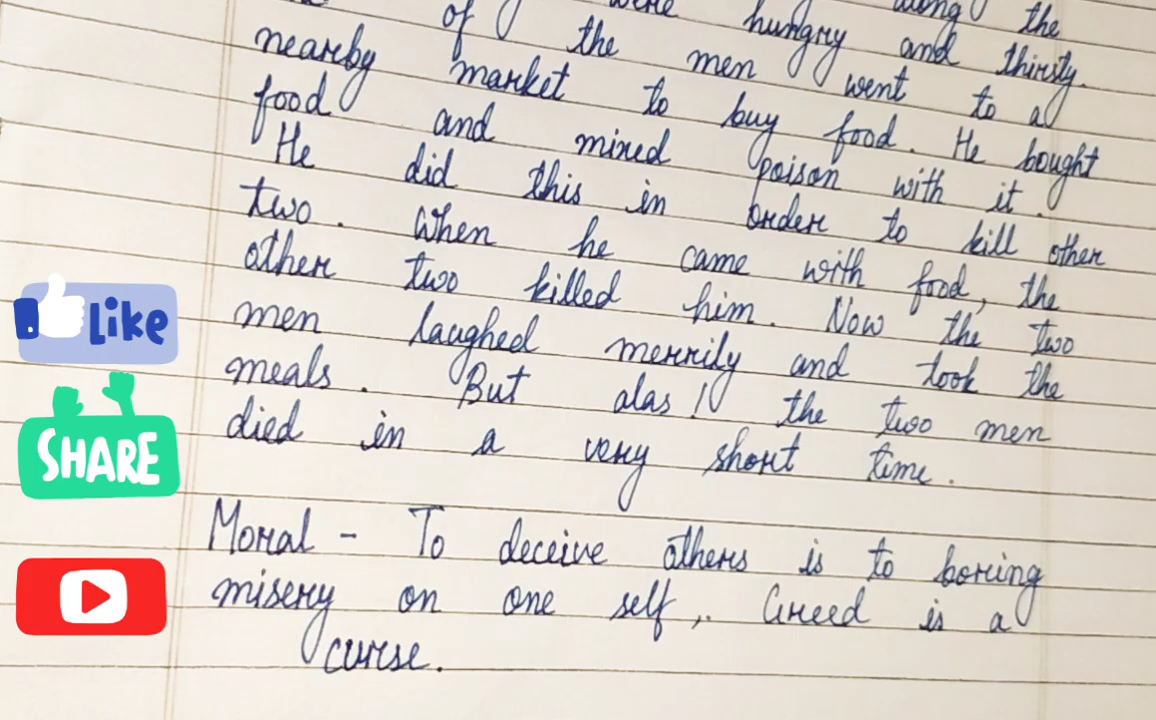 were hungry along the
of the men and thirsty.
nearby market went to a
food and to buy food. He bought
He did mixed poison with it.
two. When this in order to kill other
other two he came with food, the
men killed him. Now the two
meals. laughed merrily and took the
died in But alas! the two men
a very short time.
Moral - To deceive others is to boring
misery on one self,. Greed is a
curse.
Like
SHARE